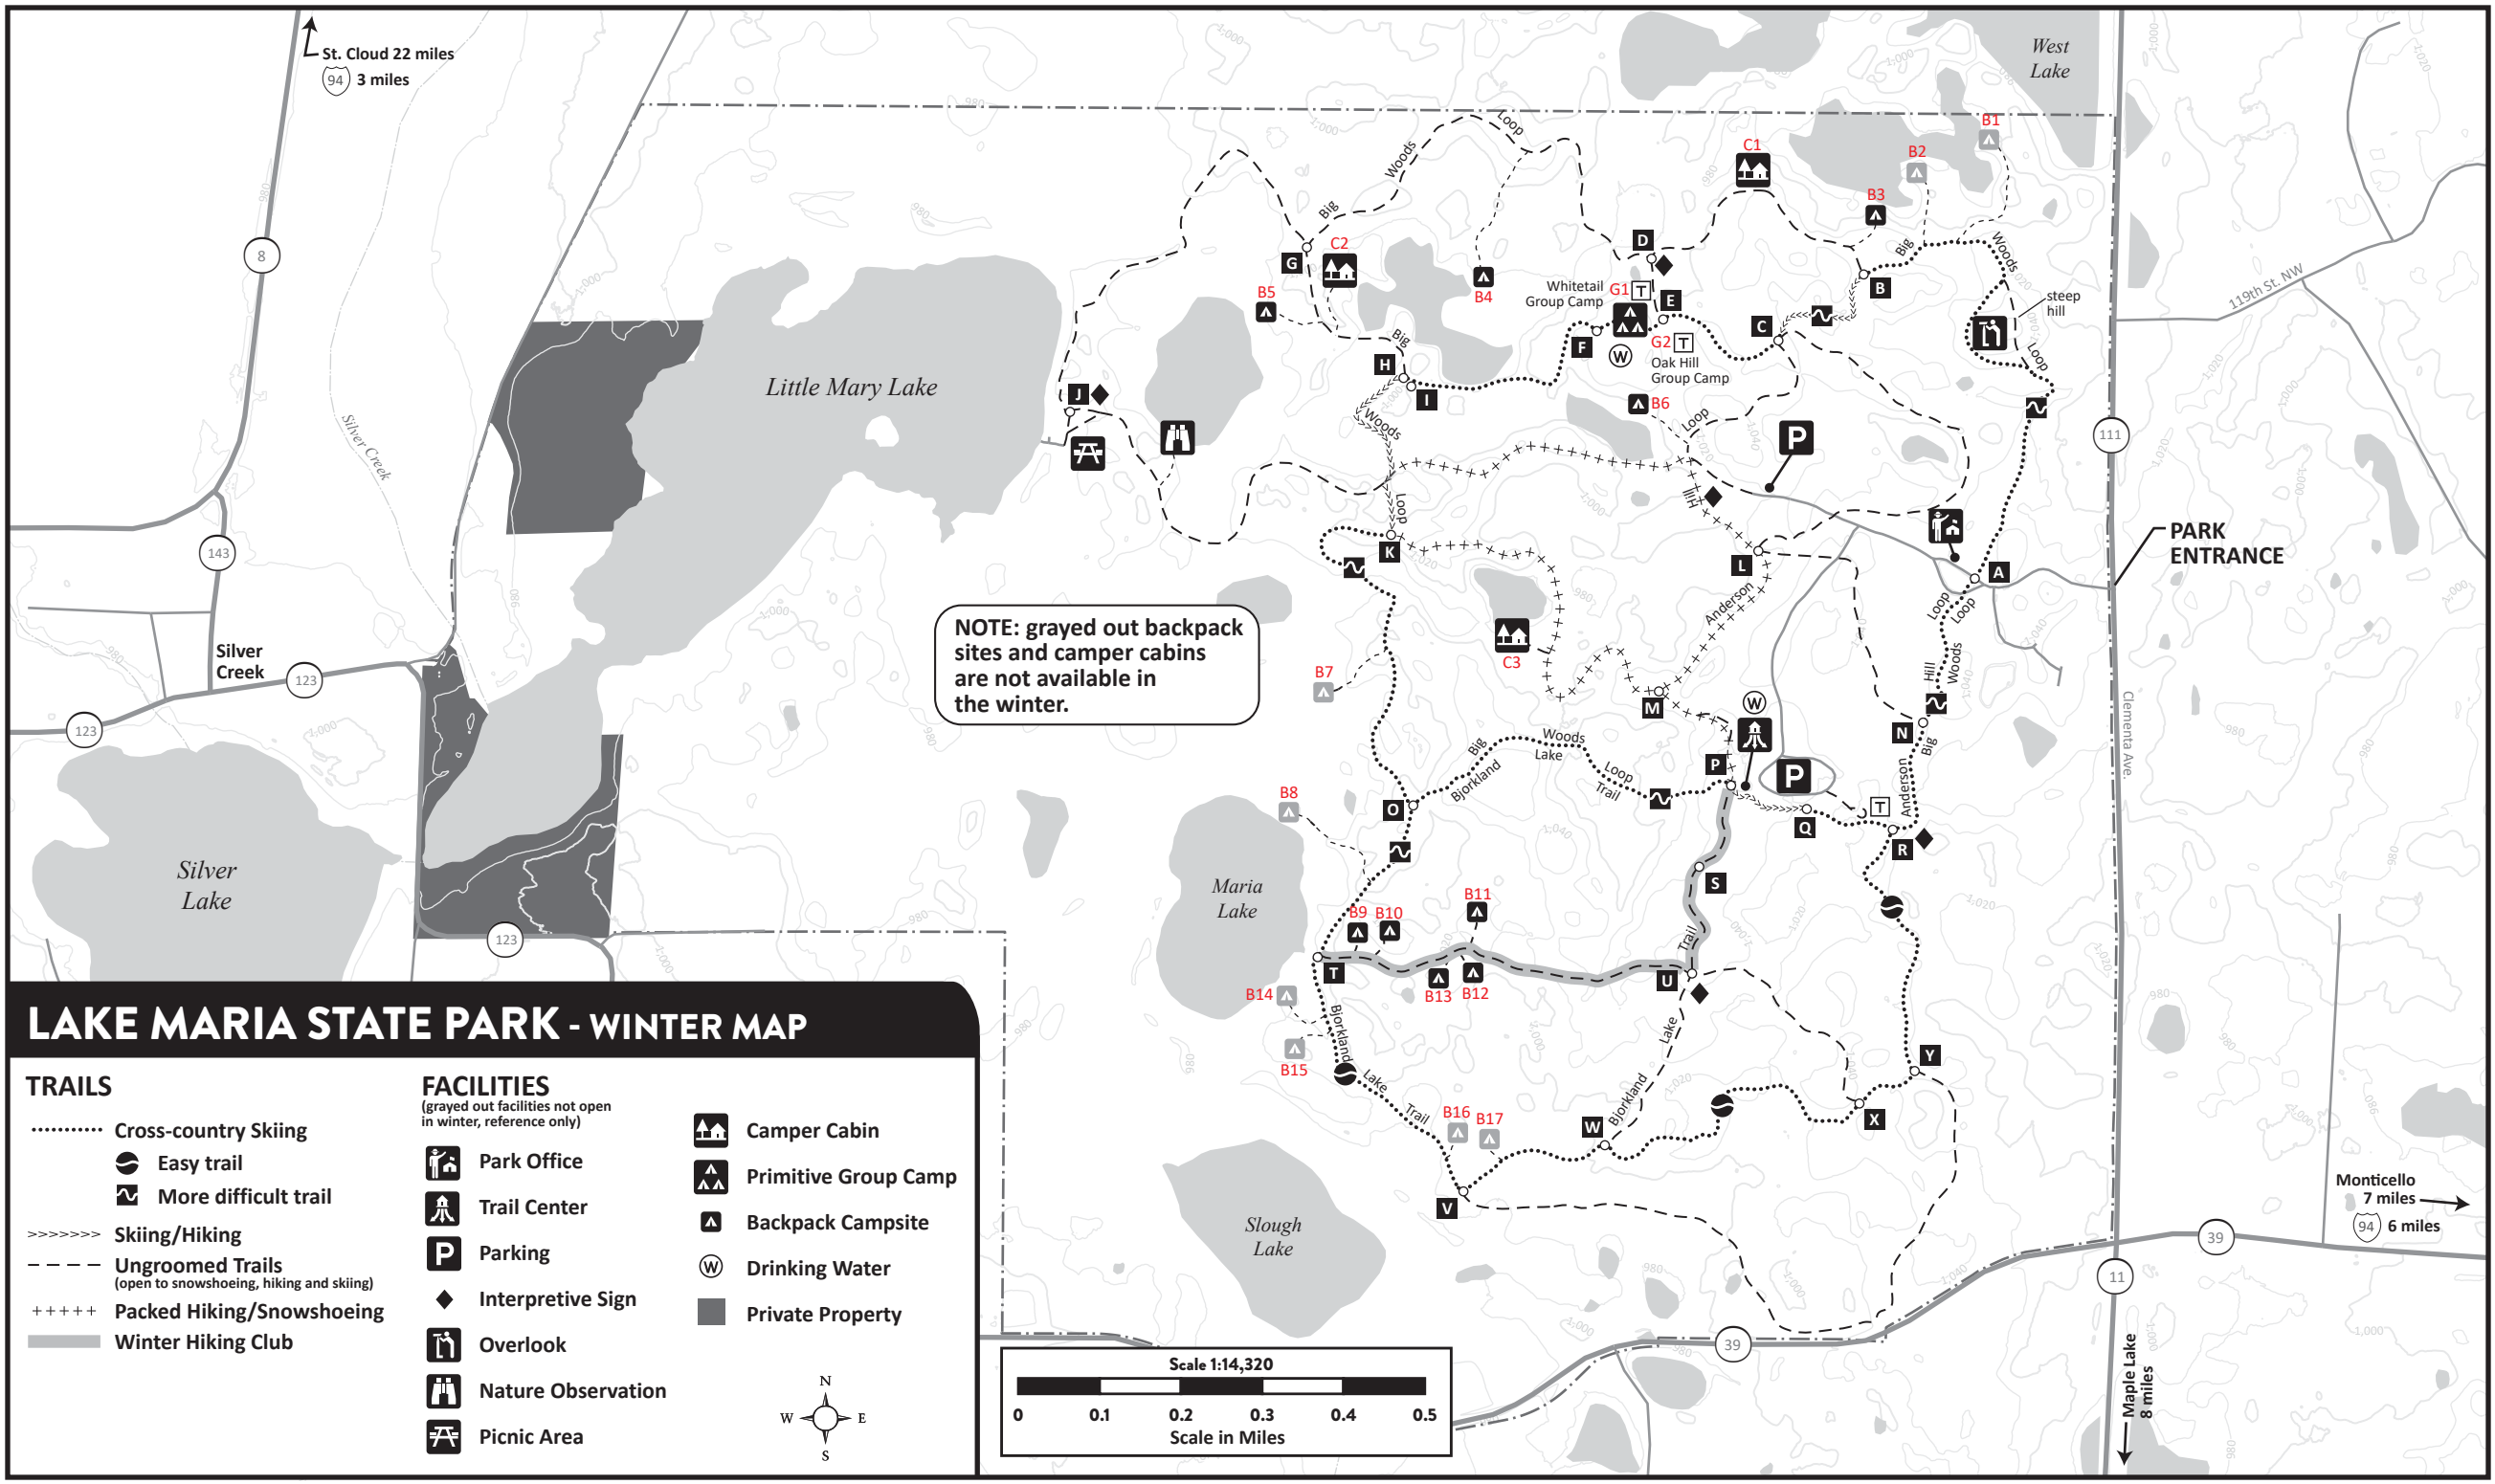 St. Cloud 22 miles
94 3 miles
8
143
Silver Creek
Silver
Creek
123
123
123
Silver
Lake
Little Mary Lake
West
Lake
Maria
Lake
Slough
Lake
NOTE: grayed out backpack
sites and camper cabins
are not available in
the winter.
PARK
ENTRANCE
111
119th St. NW
Clementa Ave.
Monticello
7 miles
94 6 miles
39
39
11
Maple Lake
8 miles
steep
hill
Whitetail
Group Camp
Oak Hill
Group Camp
B1
B2
B3
B4
B5
B6
B7
B8
B9
B10
B11
B12
B13
B14
B15
B16
B17
C1
C2
C3
G1
G2
T
T
T
W
W
P
P
A
B
C
D
E
F
G
H
I
J
K
L
M
N
O
P
Q
R
S
T
U
V
W
X
Y
Big
Woods
Loop
Big
Woods
Loop
Big
Woods
Loop
Loop
Hill
Anderson
Loop
Loop
Hill
Woods
Big
Anderson
Big
Woods
Loop
Bjorkland
Lake
Trail
Trail
Lake
Bjorkland
Bjorkland
Lake
Trail
980
1,000
1,020
1,040
LAKE MARIA STATE PARK - WINTER MAP
TRAILS
Cross-country Skiing
Easy trail
More difficult trail
Skiing/Hiking
Ungroomed Trails
(open to snowshoeing, hiking and skiing)
Packed Hiking/Snowshoeing
Winter Hiking Club
FACILITIES
(grayed out facilities not open
in winter, reference only)
Park Office
Trail Center
P Parking
Interpretive Sign
Overlook
Nature Observation
Picnic Area
Camper Cabin
Primitive Group Camp
Backpack Campsite
W Drinking Water
Private Property
N
W E
S
Scale 1:14,320
0 0.1 0.2 0.3 0.4 0.5
Scale in Miles